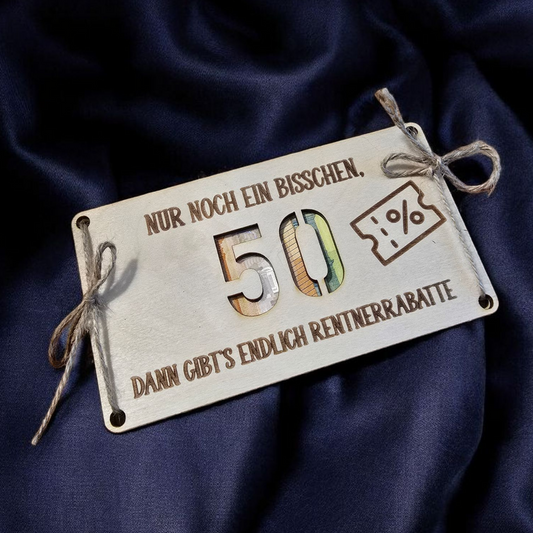 NUR NOCH EIN BISSCHEN,
50
%
DANN GIBT'S ENDLICH RENTNERRABATTE